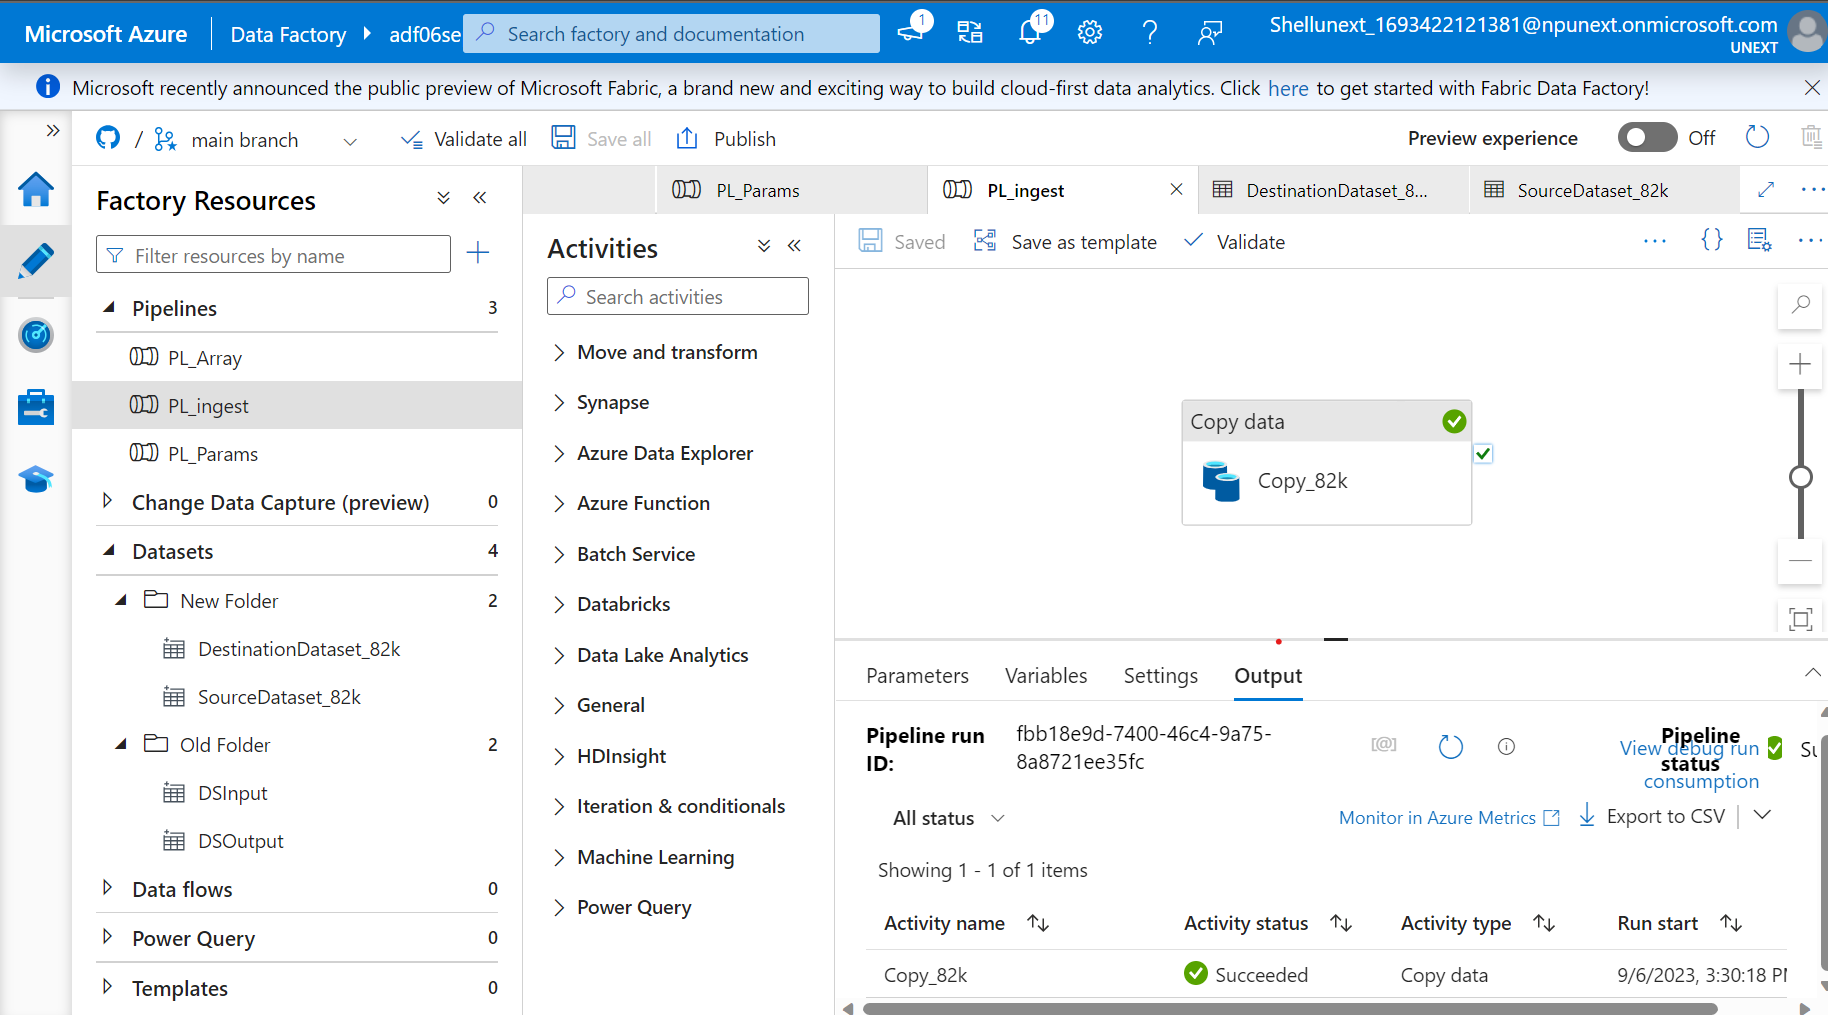 Microsoft Azure
Data Factory
adf06se
Search factory and documentation
1
11
Shellunext_1693422121381@npunext.onmicrosoft.com
UNEXT
Microsoft recently announced the public preview of Microsoft Fabric, a brand new and exciting way to build cloud-first data analytics. Click here to get started with Fabric Data Factory!
/ main branch
Validate all
Save all
Publish
Preview experience
Off
Factory Resources
Filter resources by name
Pipelines 3
PL_Array
PL_ingest
PL_Params
Change Data Capture (preview) 0
Datasets 4
New Folder 2
DestinationDataset_82k
SourceDataset_82k
Old Folder 2
DSInput
DSOutput
Data flows 0
Power Query 0
Templates 0
PL_Params
PL_ingest
DestinationDataset_8...
SourceDataset_82k
Activities
Search activities
Move and transform
Synapse
Azure Data Explorer
Azure Function
Batch Service
Databricks
Data Lake Analytics
General
HDInsight
Iteration & conditionals
Machine Learning
Power Query
Saved
Save as template
Validate
{}
Copy data
Copy_82k
Parameters
Variables
Settings
Output
Pipeline run
ID:
fbb18e9d-7400-46c4-9a75-
8a8721ee35fc
[@]
View debug run
consumption
Pipeline
status
Su
All status
Monitor in Azure Metrics
Export to CSV
Showing 1 - 1 of 1 items
Activity name
Activity status
Activity type
Run start
Copy_82k
Succeeded
Copy data
9/6/2023, 3:30:18 PM